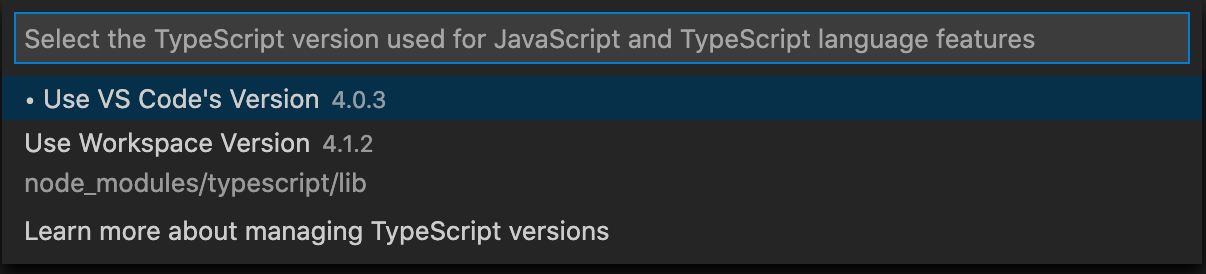 Select the TypeScript version used for JavaScript and TypeScript language features
• Use VS Code's Version 4.0.3
Use Workspace Version 4.1.2
node_modules/typescript/lib
Learn more about managing TypeScript versions